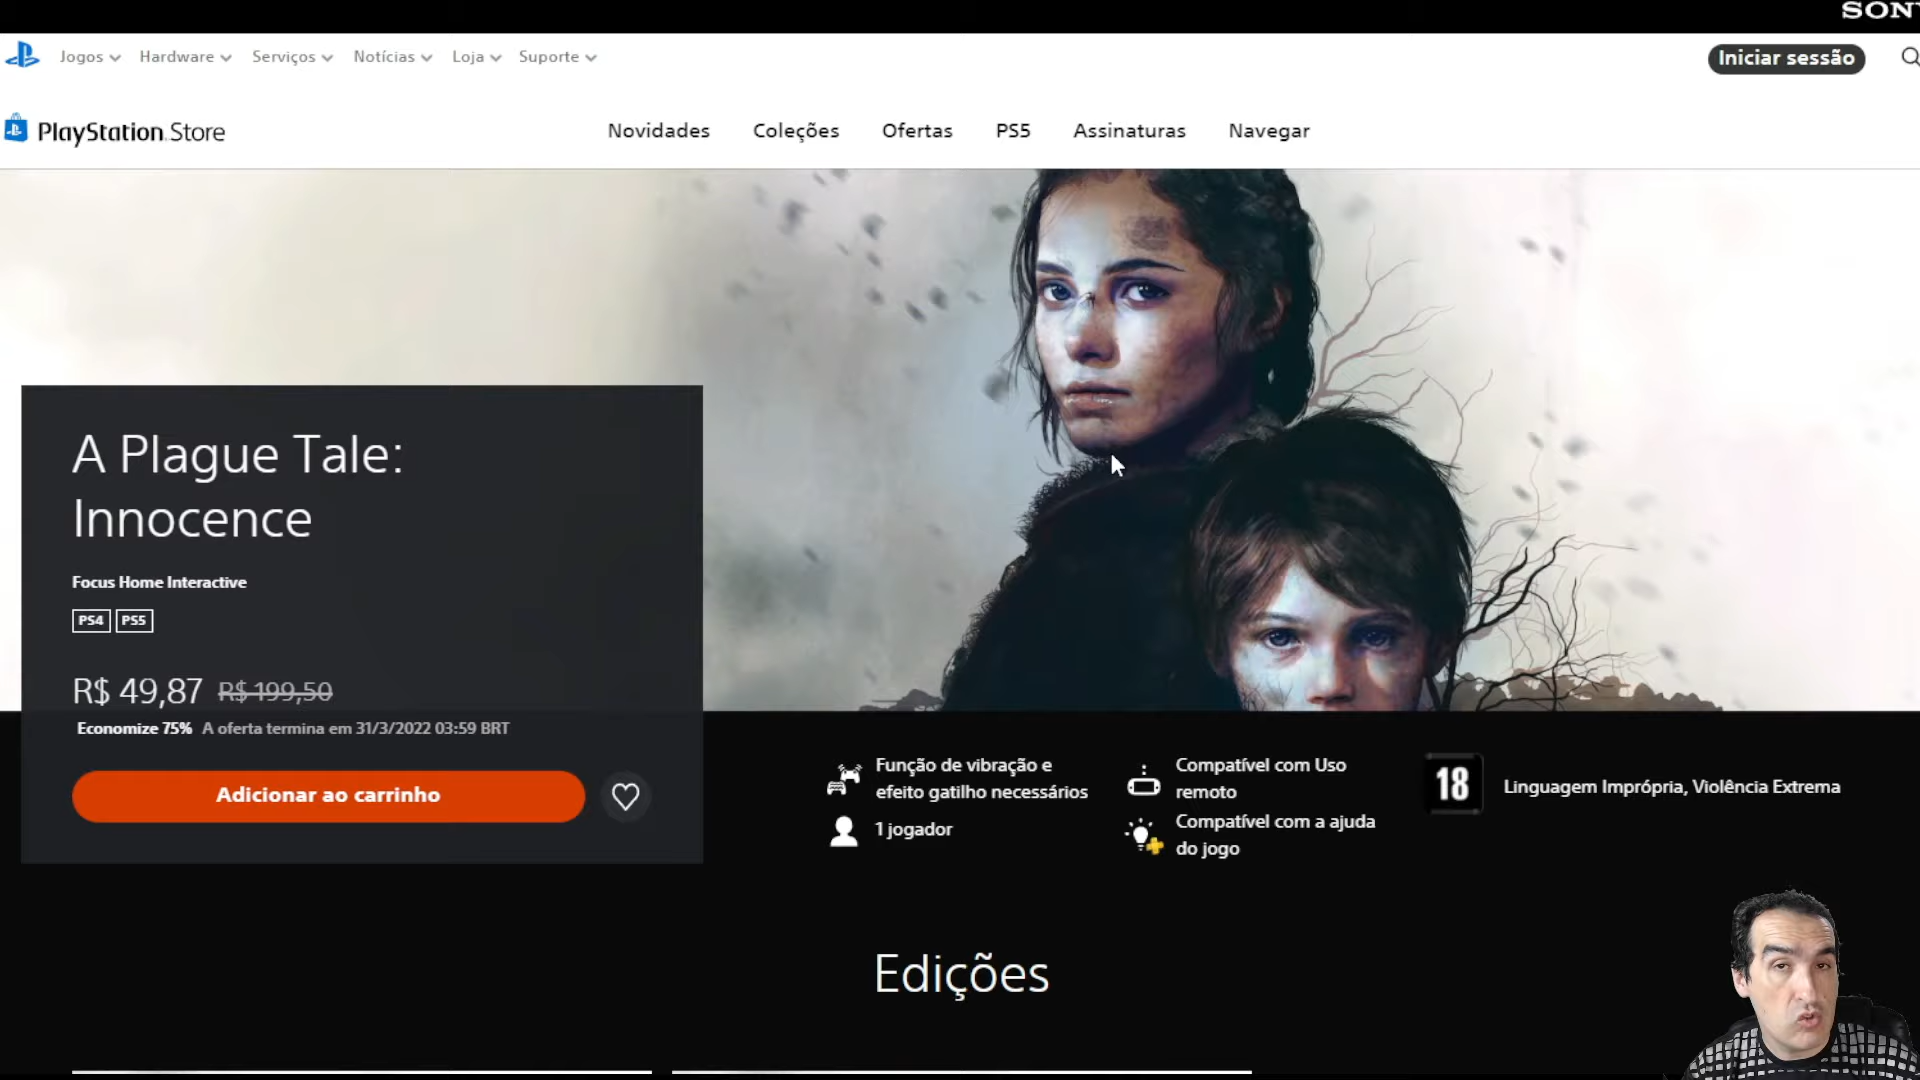 SONY
Jogos Hardware Serviços Notícias Loja Suporte
Iniciar sessão
PlayStation Store
Novidades Coleções Ofertas PS5 Assinaturas Navegar
A Plague Tale:
Innocence
Focus Home Interactive
PS4 PS5
R$ 49,87 R$ 199,50
Economize 75% A oferta termina em 31/3/2022 03:59 BRT
Adicionar ao carrinho
Função de vibração e
efeito gatilho necessários
1 jogador
Compatível com Uso
remoto
Compatível com a ajuda
do jogo
18
Linguagem Imprópria, Violência Extrema
Edições